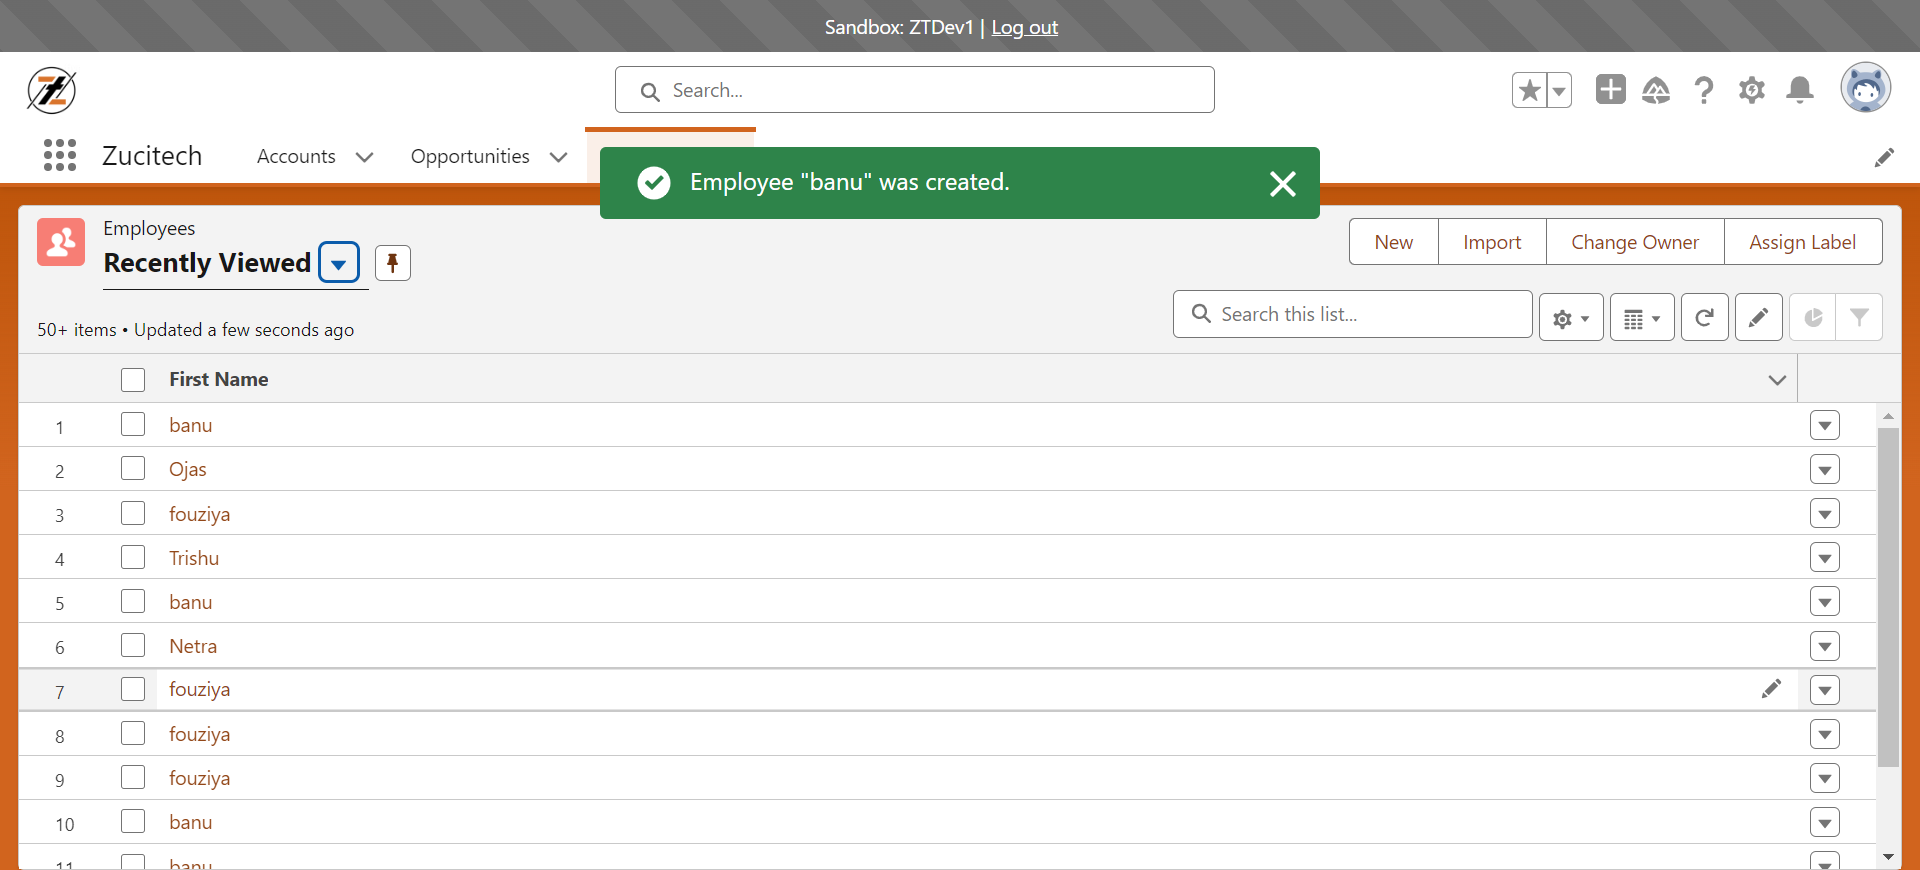 Sandbox: ZTDev1 | Log out
Search...
Zucitech
Accounts
Opportunities
Employee "banu" was created.
Employees
Recently Viewed
New
Import
Change Owner
Assign Label
50+ items • Updated a few seconds ago
Search this list...
First Name
1 banu
2 Ojas
3 fouziya
4 Trishu
5 banu
6 Netra
7 fouziya
8 fouziya
9 fouziya
10 banu
11 banu